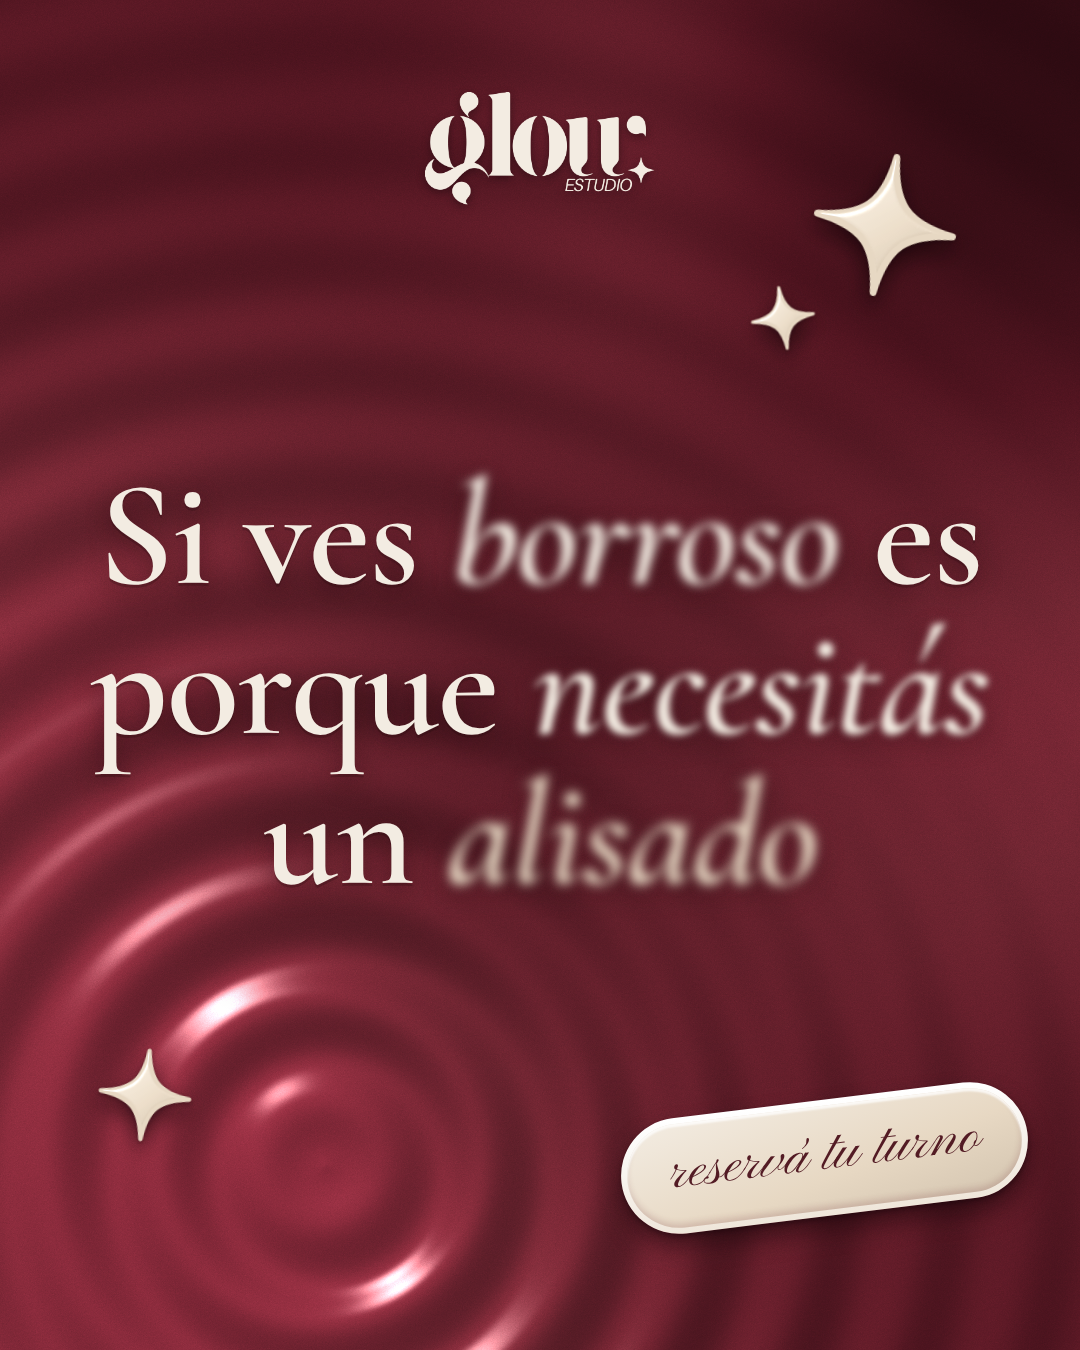 glow
ESTUDIO
Si ves borroso es
porque necesitás
un alisado
reservá tu turno